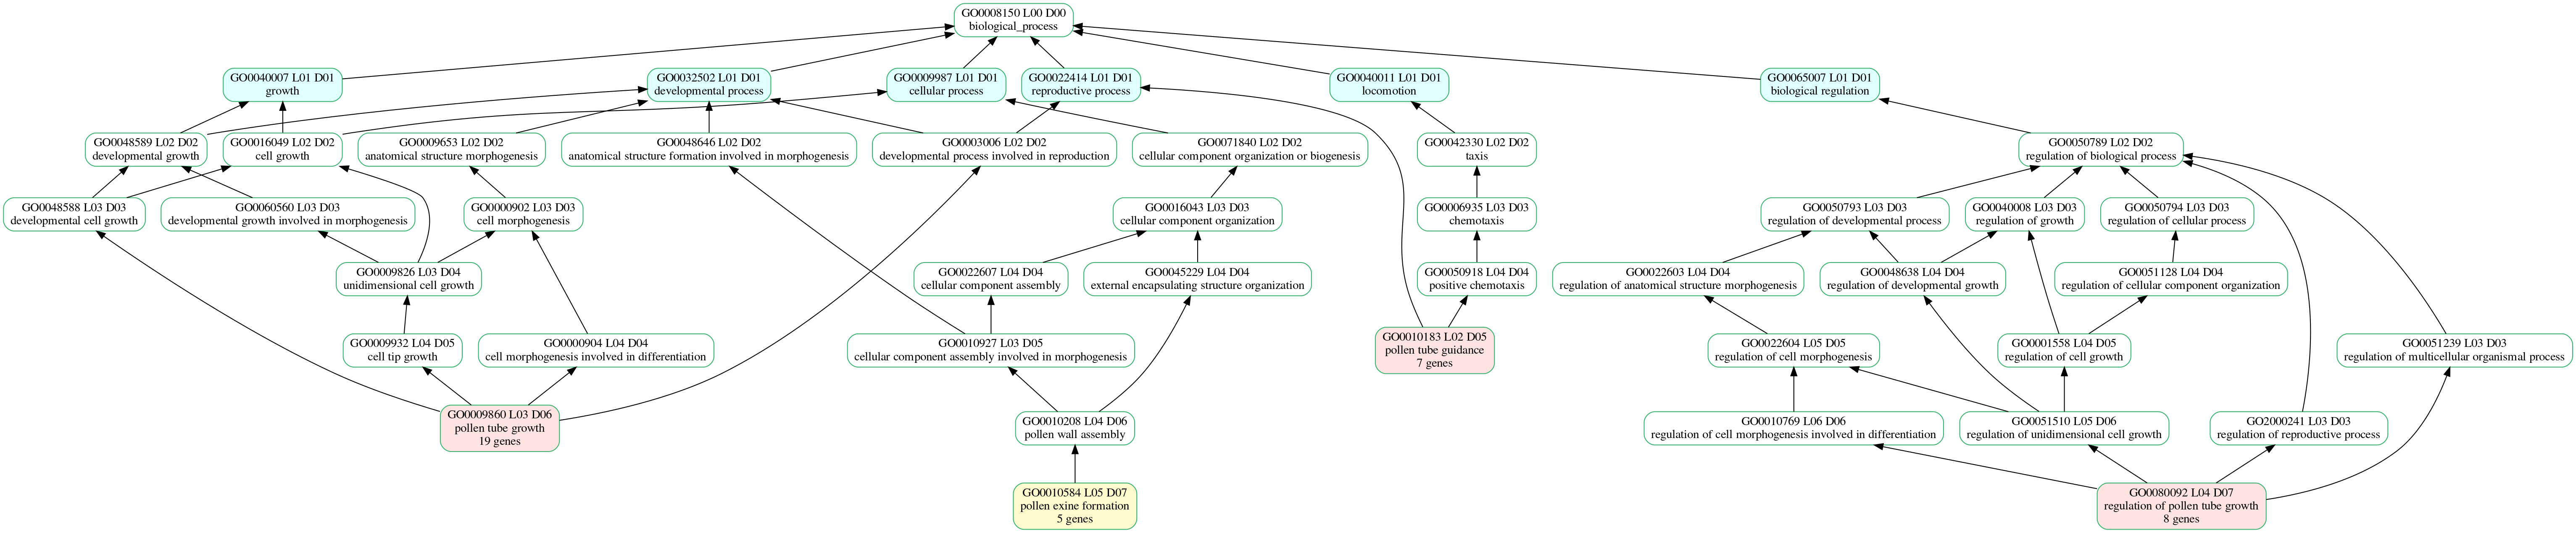 GO0008150 L00 D00
biological_process
GO0040007 L01 D01
growth
GO0032502 L01 D01
developmental process
GO0009987 L01 D01
cellular process
GO0022414 L01 D01
reproductive process
GO0040011 L01 D01
locomotion
GO0065007 L01 D01
biological regulation
GO0048589 L02 D02
developmental growth
GO0016049 L02 D02
cell growth
GO0009653 L02 D02
anatomical structure morphogenesis
GO0048646 L02 D02
anatomical structure formation involved in morphogenesis
GO0003006 L02 D02
developmental process involved in reproduction
GO0071840 L02 D02
cellular component organization or biogenesis
GO0042330 L02 D02
taxis
GO0050789 L02 D02
regulation of biological process
GO0048588 L03 D03
developmental cell growth
GO0060560 L03 D03
developmental growth involved in morphogenesis
GO0000902 L03 D03
cell morphogenesis
GO0016043 L03 D03
cellular component organization
GO0006935 L03 D03
chemotaxis
GO0050793 L03 D03
regulation of developmental process
GO0040008 L03 D03
regulation of growth
GO0050794 L03 D03
regulation of cellular process
GO0009826 L03 D04
unidimensional cell growth
GO0022607 L04 D04
cellular component assembly
GO0045229 L04 D04
external encapsulating structure organization
GO0050918 L04 D04
positive chemotaxis
GO0022603 L04 D04
regulation of anatomical structure morphogenesis
GO0048638 L04 D04
regulation of developmental growth
GO0051128 L04 D04
regulation of cellular component organization
GO0009932 L04 D05
cell tip growth
GO0000904 L04 D04
cell morphogenesis involved in differentiation
GO0010927 L03 D05
cellular component assembly involved in morphogenesis
GO0010183 L02 D05
pollen tube guidance
7 genes
GO0022604 L05 D05
regulation of cell morphogenesis
GO0001558 L04 D05
regulation of cell growth
GO0051239 L03 D03
regulation of multicellular organismal process
GO0009860 L03 D06
pollen tube growth
19 genes
GO0010208 L04 D06
pollen wall assembly
GO0010769 L06 D06
regulation of cell morphogenesis involved in differentiation
GO0051510 L05 D06
regulation of unidimensional cell growth
GO2000241 L03 D03
regulation of reproductive process
GO0010584 L05 D07
pollen exine formation
5 genes
GO0080092 L04 D07
regulation of pollen tube growth
8 genes